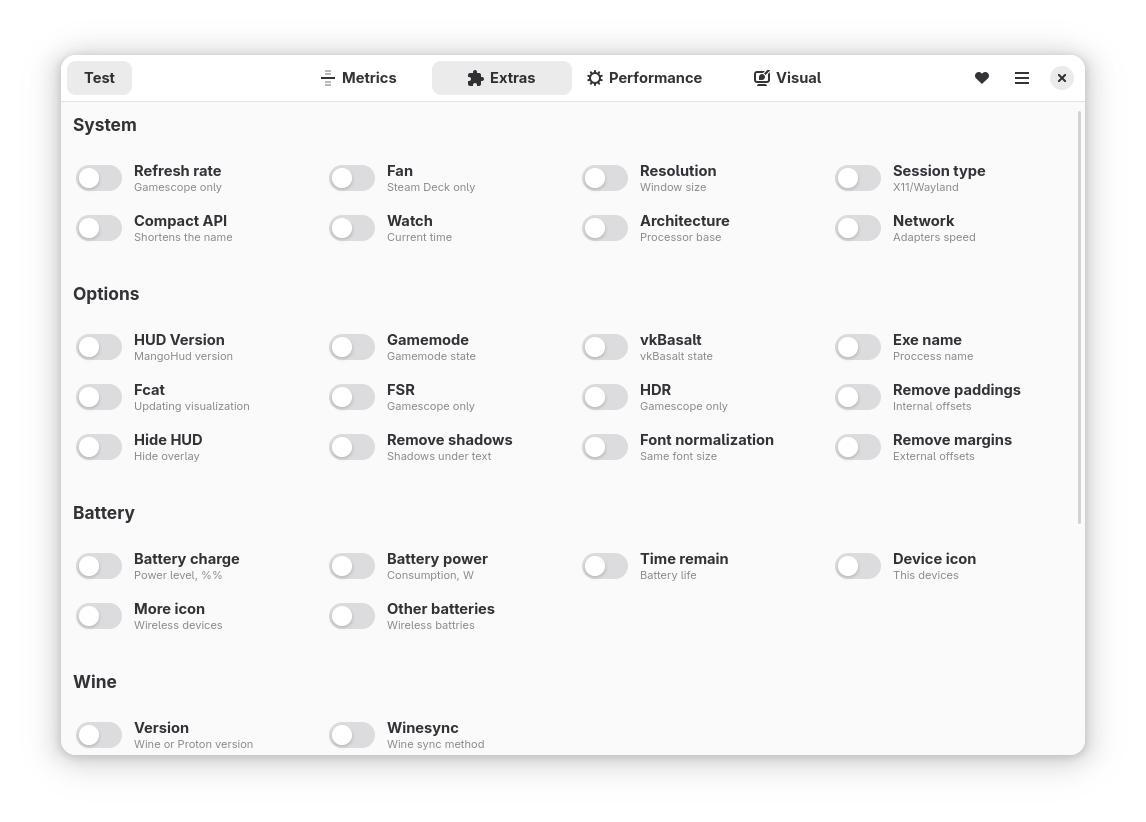 Test
Metrics
Extras
Performance
Visual
System
Refresh rate
Gamescope only
Fan
Steam Deck only
Resolution
Window size
Session type
X11/Wayland
Compact API
Shortens the name
Watch
Current time
Architecture
Processor base
Network
Adapters speed
Options
HUD Version
MangoHud version
Gamemode
Gamemode state
vkBasalt
vkBasalt state
Exe name
Proccess name
Fcat
Updating visualization
FSR
Gamescope only
HDR
Gamescope only
Remove paddings
Internal offsets
Hide HUD
Hide overlay
Remove shadows
Shadows under text
Font normalization
Same font size
Remove margins
External offsets
Battery
Battery charge
Power level, %%
Battery power
Consumption, W
Time remain
Battery life
Device icon
This devices
More icon
Wireless devices
Other batteries
Wireless battries
Wine
Version
Wine or Proton version
Winesync
Wine sync method